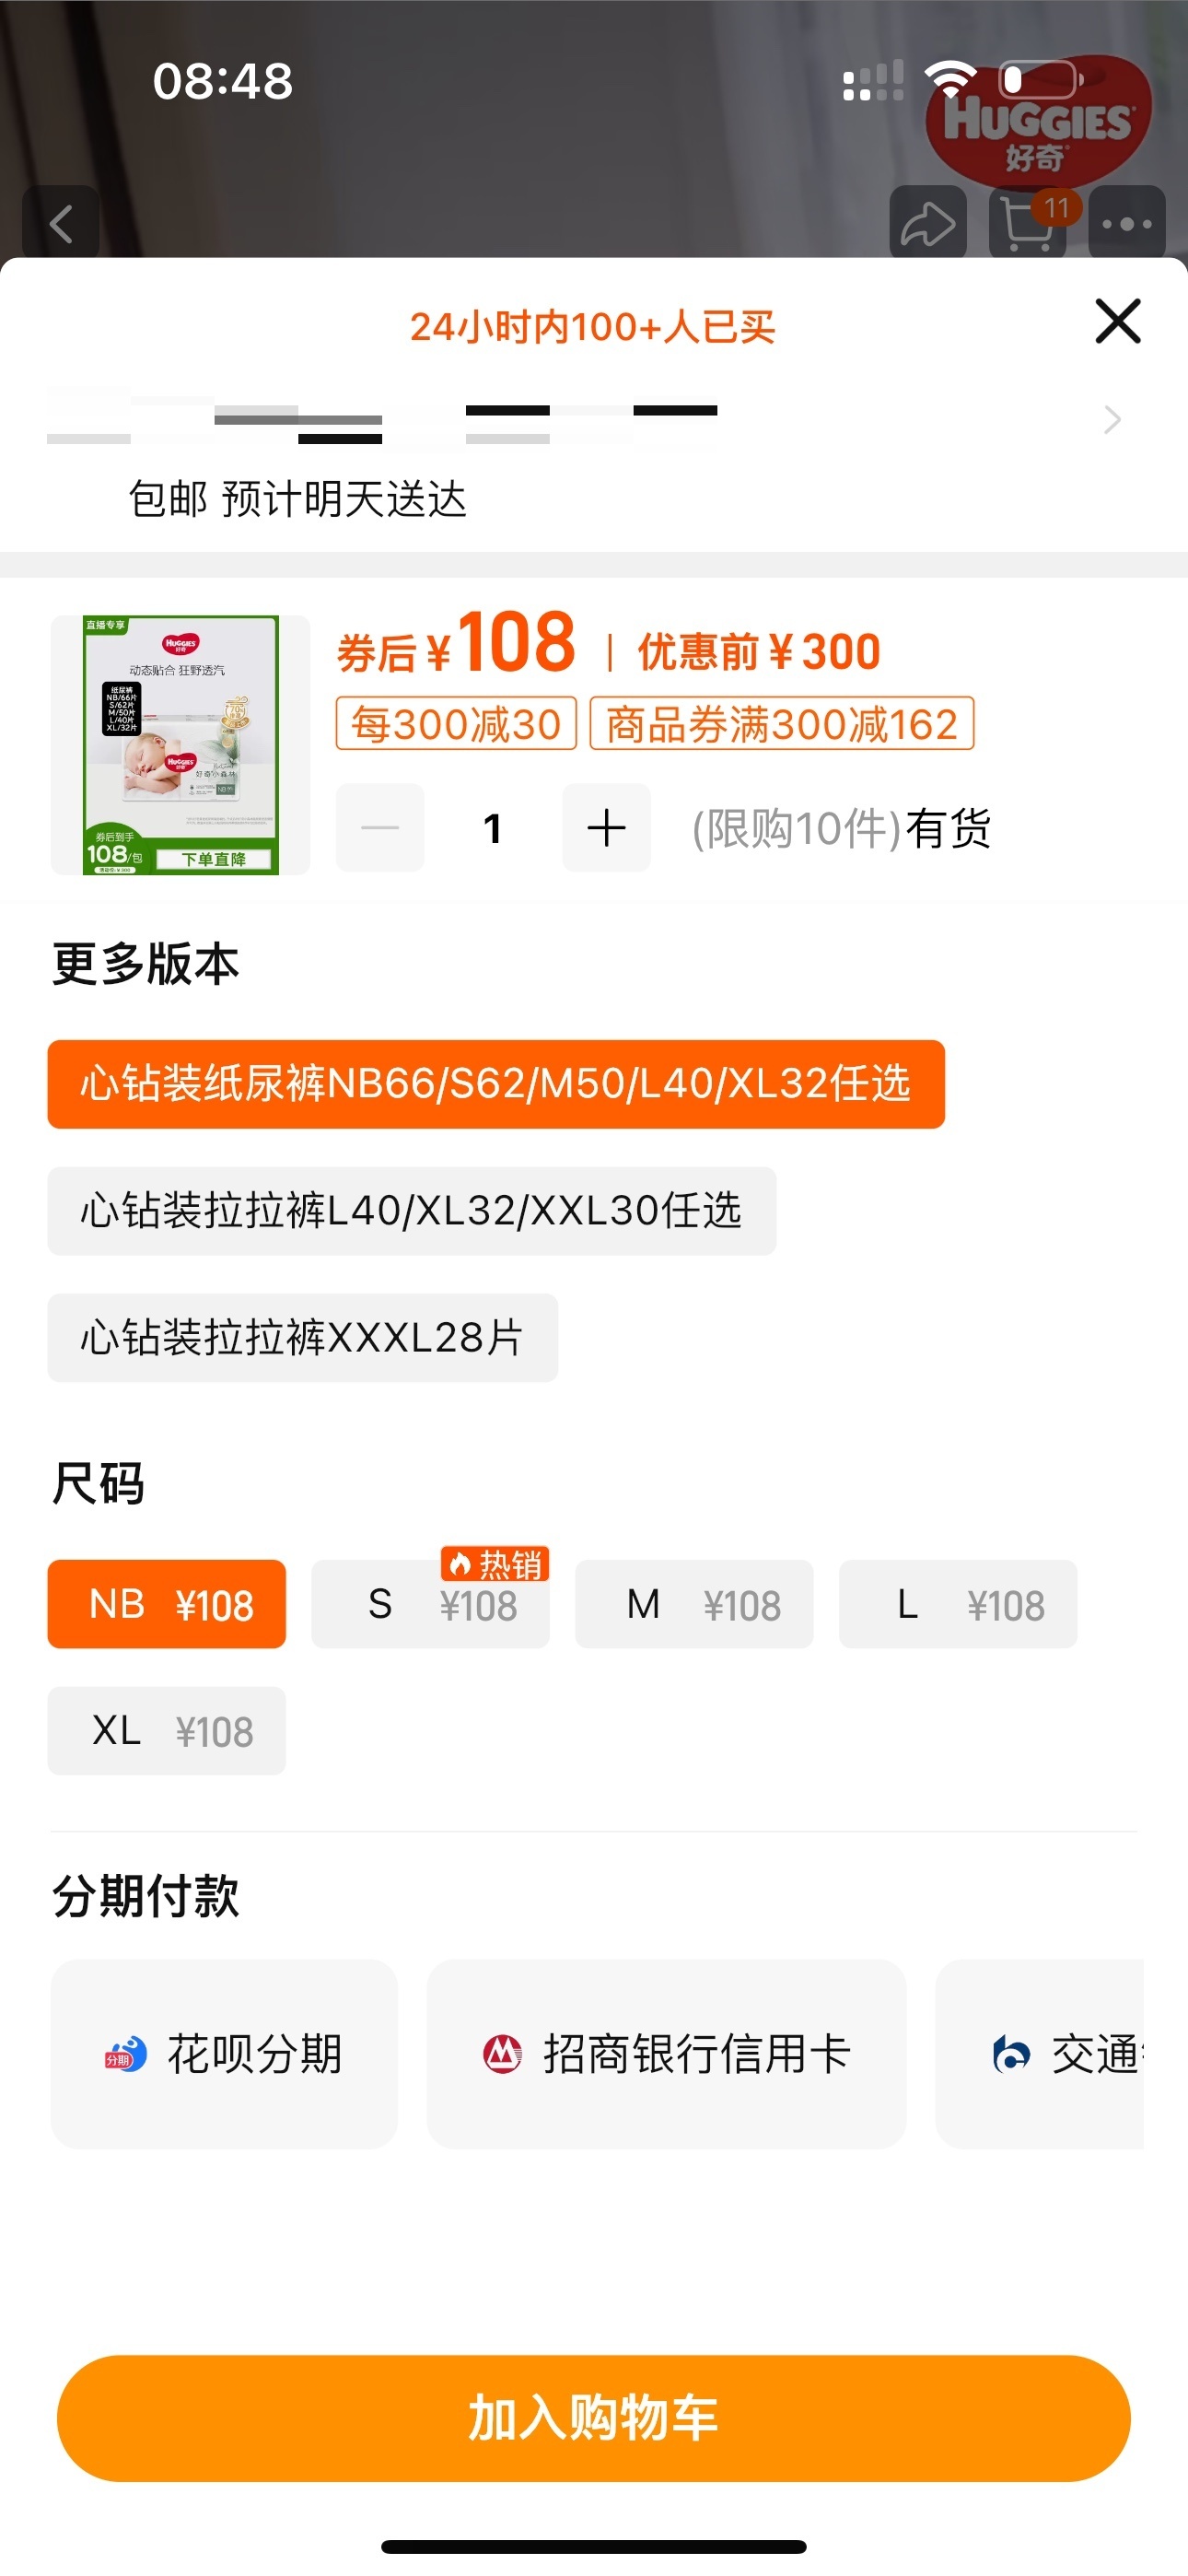 08:48
HUGGIES
好奇
11
24小时内100+人已买
包邮 预计明天送达
直播专享
HUGGIES
好奇
动态贴合 狂野透汽
纸尿裤
NB/66片
S/62片
M/50片
L/40片
XL/32片
HUGGIES
好奇
好奇小森林
券后到手
108/包
下单直降
券后 ¥108 | 优惠前 ¥300
每300减30 商品券满300减162
1 (限购10件)有货
更多版本
心钻装纸尿裤NB66/S62/M50/L40/XL32任选
心钻装拉拉裤L40/XL32/XXL30任选
心钻装拉拉裤XXXL28片
尺码
热销
NB ¥108 S ¥108 M ¥108 L ¥108
XL ¥108
分期付款
分期 花呗分期 招商银行信用卡 交通
加入购物车